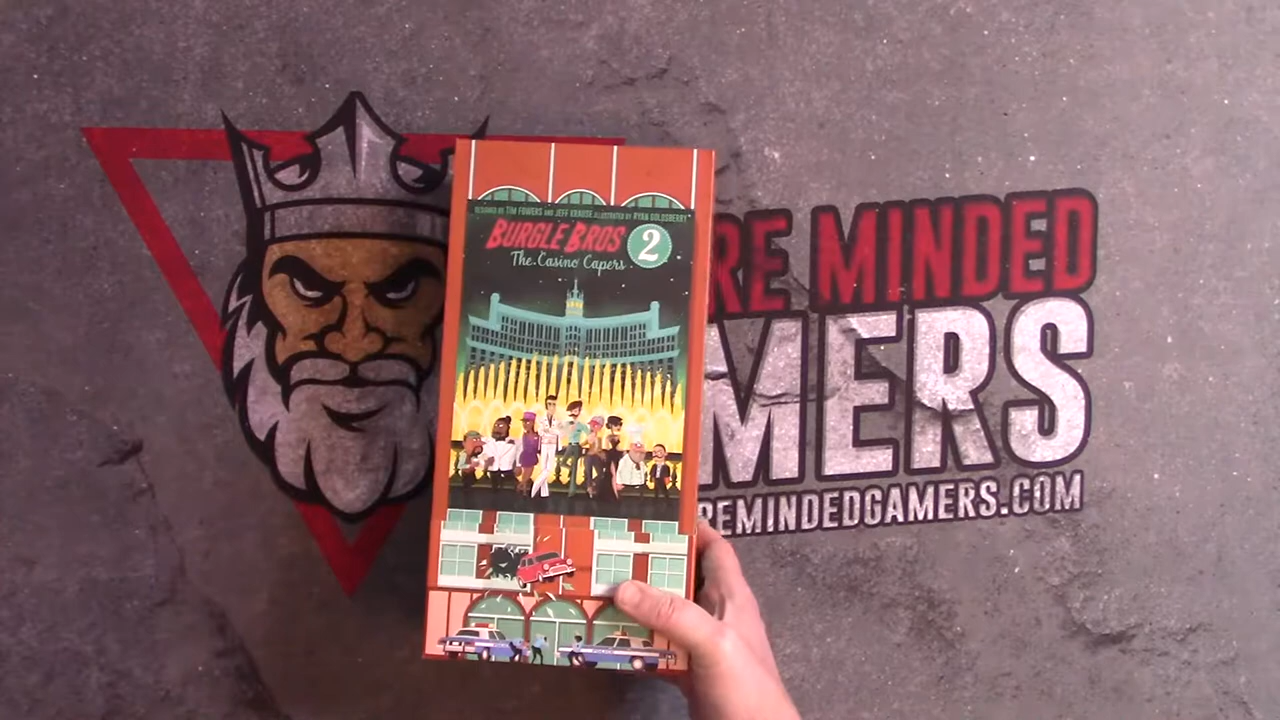 DESIGNED BY TIM FOWERS AND JEFF KRAUSE ILLUSTRATED BY RYAN GOLDSBERRY
BURGLE BROS 2
The Casino Capers
RE MINDED
MERS
REMINDEDGAMERS.COM